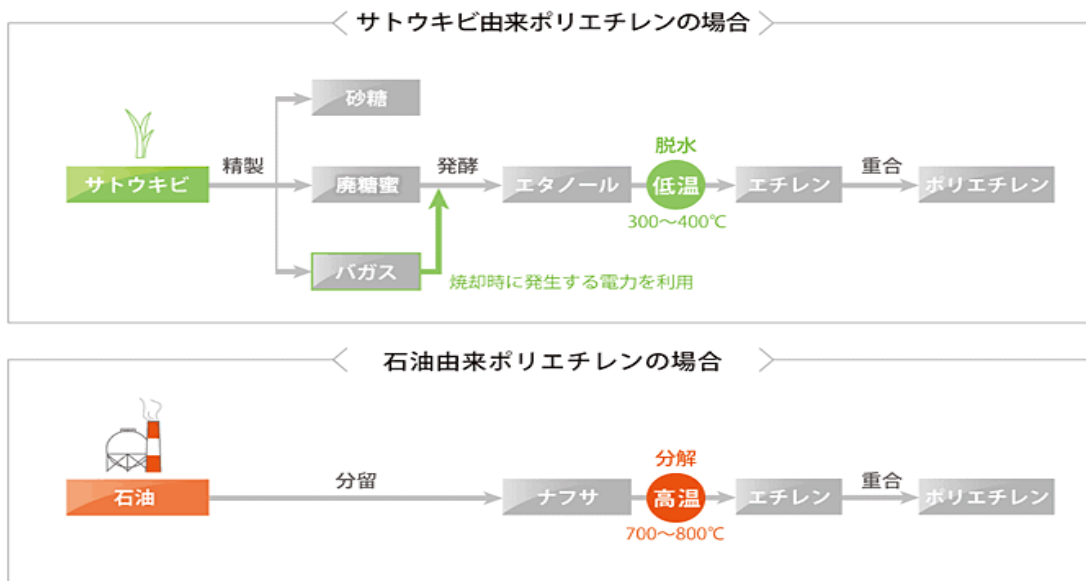 サトウキビ由来ポリエチレンの場合
砂糖
脱水
精製
発酵
重合
サトウキビ
廃糖蜜
エタノール
低温
エチレン
ポリエチレン
300～400℃
バガス
焼却時に発生する電力を利用
石油由来ポリエチレンの場合
分解
分留
重合
石油
ナフサ
高温
エチレン
ポリエチレン
700～800℃